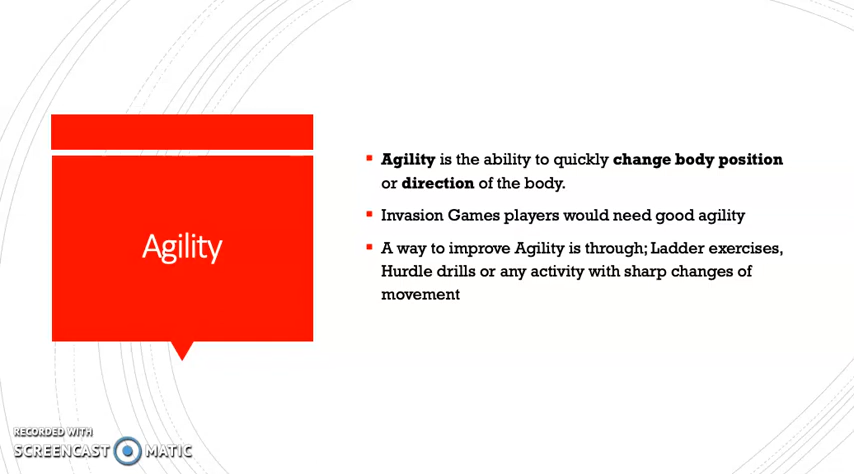 Agility
Agility is the ability to quickly change body position
or direction of the body.
Invasion Games players would need good agility
A way to improve Agility is through; Ladder exercises,
Hurdle drills or any activity with sharp changes of
movement
RECORDED WITH
SCREENCAST MATIC